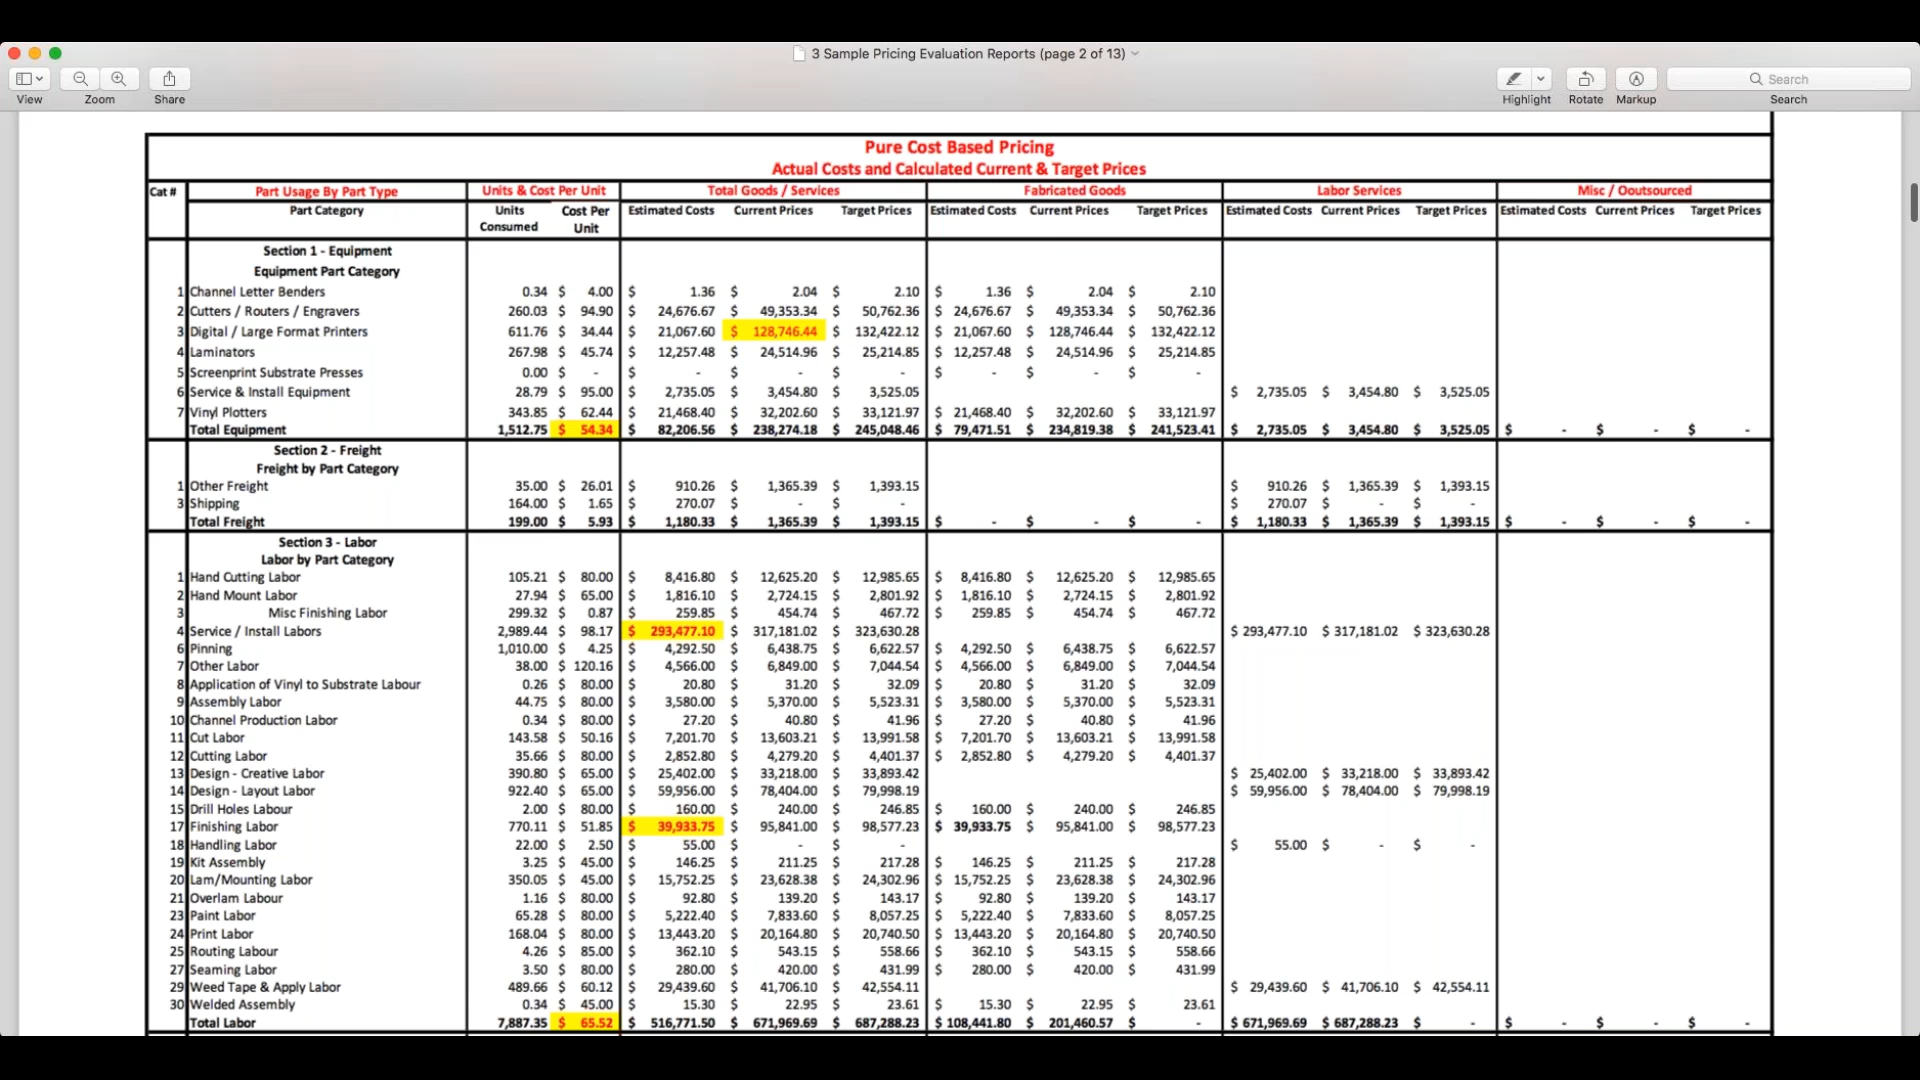 3 Sample Pricing Evaluation Reports (page 2 of 13)
View Zoom Share Highlight Rotate Markup Search
Search
Pure Cost Based Pricing
Actual Costs and Calculated Current & Target Prices
Cat # Part Usage By Part Type Units & Cost Per Unit Total Goods / Services Fabricated Goods Labor Services Misc / Ooutsourced
Part Category Units Consumed Cost Per Unit Estimated Costs Current Prices Target Prices Estimated Costs Current Prices Target Prices Estimated Costs Current Prices Target Prices Estimated Costs Current Prices Target Prices
Section 1 - Equipment
Equipment Part Category
1 Channel Letter Benders 0.34 $ 4.00 $ 1.36 $ 2.04 $ 2.10 $ 1.36 $ 2.04 $ 2.10
2 Cutters / Routers / Engravers 260.03 $ 94.90 $ 24,676.67 $ 49,353.34 $ 50,762.36 $ 24,676.67 $ 49,353.34 $ 50,762.36
3 Digital / Large Format Printers 611.76 $ 34.44 $ 21,067.60 $ 128,746.44 $ 132,422.12 $ 21,067.60 $ 128,746.44 $ 132,422.12
4 Laminators 267.98 $ 45.74 $ 12,257.48 $ 24,514.96 $ 25,214.85 $ 12,257.48 $ 24,514.96 $ 25,214.85
5 Screenprint Substrate Presses 0.00 $ - $ - $ - $ - $ - $ - $ -
6 Service & Install Equipment 28.79 $ 95.00 $ 2,735.05 $ 3,454.80 $ 3,525.05 $ 2,735.05 $ 3,454.80 $ 3,525.05
7 Vinyl Plotters 343.85 $ 62.44 $ 21,468.40 $ 32,202.60 $ 33,121.97 $ 21,468.40 $ 32,202.60 $ 33,121.97
Total Equipment 1,512.75 $ 54.34 $ 82,206.56 $ 238,274.18 $ 245,048.46 $ 79,471.51 $ 234,819.38 $ 241,523.41 $ 2,735.05 $ 3,454.80 $ 3,525.05 $ - $ - $ -
Section 2 - Freight
Freight by Part Category
1 Other Freight 35.00 $ 26.01 $ 910.26 $ 1,365.39 $ 1,393.15 $ 910.26 $ 1,365.39 $ 1,393.15
3 Shipping 164.00 $ 1.65 $ 270.07 $ - $ - $ 270.07 $ - $ -
Total Freight 199.00 $ 5.93 $ 1,180.33 $ 1,365.39 $ 1,393.15 $ - $ - $ - $ 1,180.33 $ 1,365.39 $ 1,393.15 $ - $ - $ -
Section 3 - Labor
Labor by Part Category
1 Hand Cutting Labor 105.21 $ 80.00 $ 8,416.80 $ 12,625.20 $ 12,985.65 $ 8,416.80 $ 12,625.20 $ 12,985.65
2 Hand Mount Labor 27.94 $ 65.00 $ 1,816.10 $ 2,724.15 $ 2,801.92 $ 1,816.10 $ 2,724.15 $ 2,801.92
3 Misc Finishing Labor 299.32 $ 0.87 $ 259.85 $ 454.74 $ 467.72 $ 259.85 $ 454.74 $ 467.72
4 Service / Install Labors 2,989.44 $ 98.17 $ 293,477.10 $ 317,181.02 $ 323,630.28 $ 293,477.10 $ 317,181.02 $ 323,630.28
6 Pinning 1,010.00 $ 4.25 $ 4,292.50 $ 6,438.75 $ 6,622.57 $ 4,292.50 $ 6,438.75 $ 6,622.57
7 Other Labor 38.00 $ 120.16 $ 4,566.00 $ 6,849.00 $ 7,044.54 $ 4,566.00 $ 6,849.00 $ 7,044.54
8 Application of Vinyl to Substrate Labour 0.26 $ 80.00 $ 20.80 $ 31.20 $ 32.09 $ 20.80 $ 31.20 $ 32.09
9 Assembly Labor 44.75 $ 80.00 $ 3,580.00 $ 5,370.00 $ 5,523.31 $ 3,580.00 $ 5,370.00 $ 5,523.31
10 Channel Production Labor 0.34 $ 80.00 $ 27.20 $ 40.80 $ 41.96 $ 27.20 $ 40.80 $ 41.96
11 Cut Labor 143.58 $ 50.16 $ 7,201.70 $ 13,603.21 $ 13,991.58 $ 7,201.70 $ 13,603.21 $ 13,991.58
12 Cutting Labor 35.66 $ 80.00 $ 2,852.80 $ 4,279.20 $ 4,401.37 $ 2,852.80 $ 4,279.20 $ 4,401.37
13 Design - Creative Labor 390.80 $ 65.00 $ 25,402.00 $ 33,218.00 $ 33,893.42 $ 25,402.00 $ 33,218.00 $ 33,893.42
14 Design - Layout Labor 922.40 $ 65.00 $ 59,956.00 $ 78,404.00 $ 79,998.19 $ 59,956.00 $ 78,404.00 $ 79,998.19
15 Drill Holes Labour 2.00 $ 80.00 $ 160.00 $ 240.00 $ 246.85 $ 160.00 $ 240.00 $ 246.85
17 Finishing Labor 770.11 $ 51.85 $ 39,933.75 $ 95,841.00 $ 98,577.23 $ 39,933.75 $ 95,841.00 $ 98,577.23
18 Handling Labor 22.00 $ 2.50 $ 55.00 $ - $ - $ 55.00 $ - $ -
19 Kit Assembly 3.25 $ 45.00 $ 146.25 $ 211.25 $ 217.28 $ 146.25 $ 211.25 $ 217.28
20 Lam/Mounting Labor 350.05 $ 45.00 $ 15,752.25 $ 23,628.38 $ 24,302.96 $ 15,752.25 $ 23,628.38 $ 24,302.96
21 Overlam Labour 1.16 $ 80.00 $ 92.80 $ 139.20 $ 143.17 $ 92.80 $ 139.20 $ 143.17
23 Paint Labor 65.28 $ 80.00 $ 5,222.40 $ 7,833.60 $ 8,057.25 $ 5,222.40 $ 7,833.60 $ 8,057.25
24 Print Labor 168.04 $ 80.00 $ 13,443.20 $ 20,164.80 $ 20,740.50 $ 13,443.20 $ 20,164.80 $ 20,740.50
25 Routing Labour 4.26 $ 85.00 $ 362.10 $ 543.15 $ 558.66 $ 362.10 $ 543.15 $ 558.66
27 Seaming Labor 3.50 $ 80.00 $ 280.00 $ 420.00 $ 431.99 $ 280.00 $ 420.00 $ 431.99
29 Weed Tape & Apply Labor 489.66 $ 60.12 $ 29,439.60 $ 41,706.10 $ 42,554.11 $ 29,439.60 $ 41,706.10 $ 42,554.11
30 Welded Assembly 0.34 $ 45.00 $ 15.30 $ 22.95 $ 23.61 $ 15.30 $ 22.95 $ 23.61
Total Labor 7,887.35 $ 65.52 $ 516,771.50 $ 671,969.69 $ 687,288.23 $ 108,441.80 $ 201,460.57 $ - $ 671,969.69 $ 687,288.23 $ - $ - $ - $ -